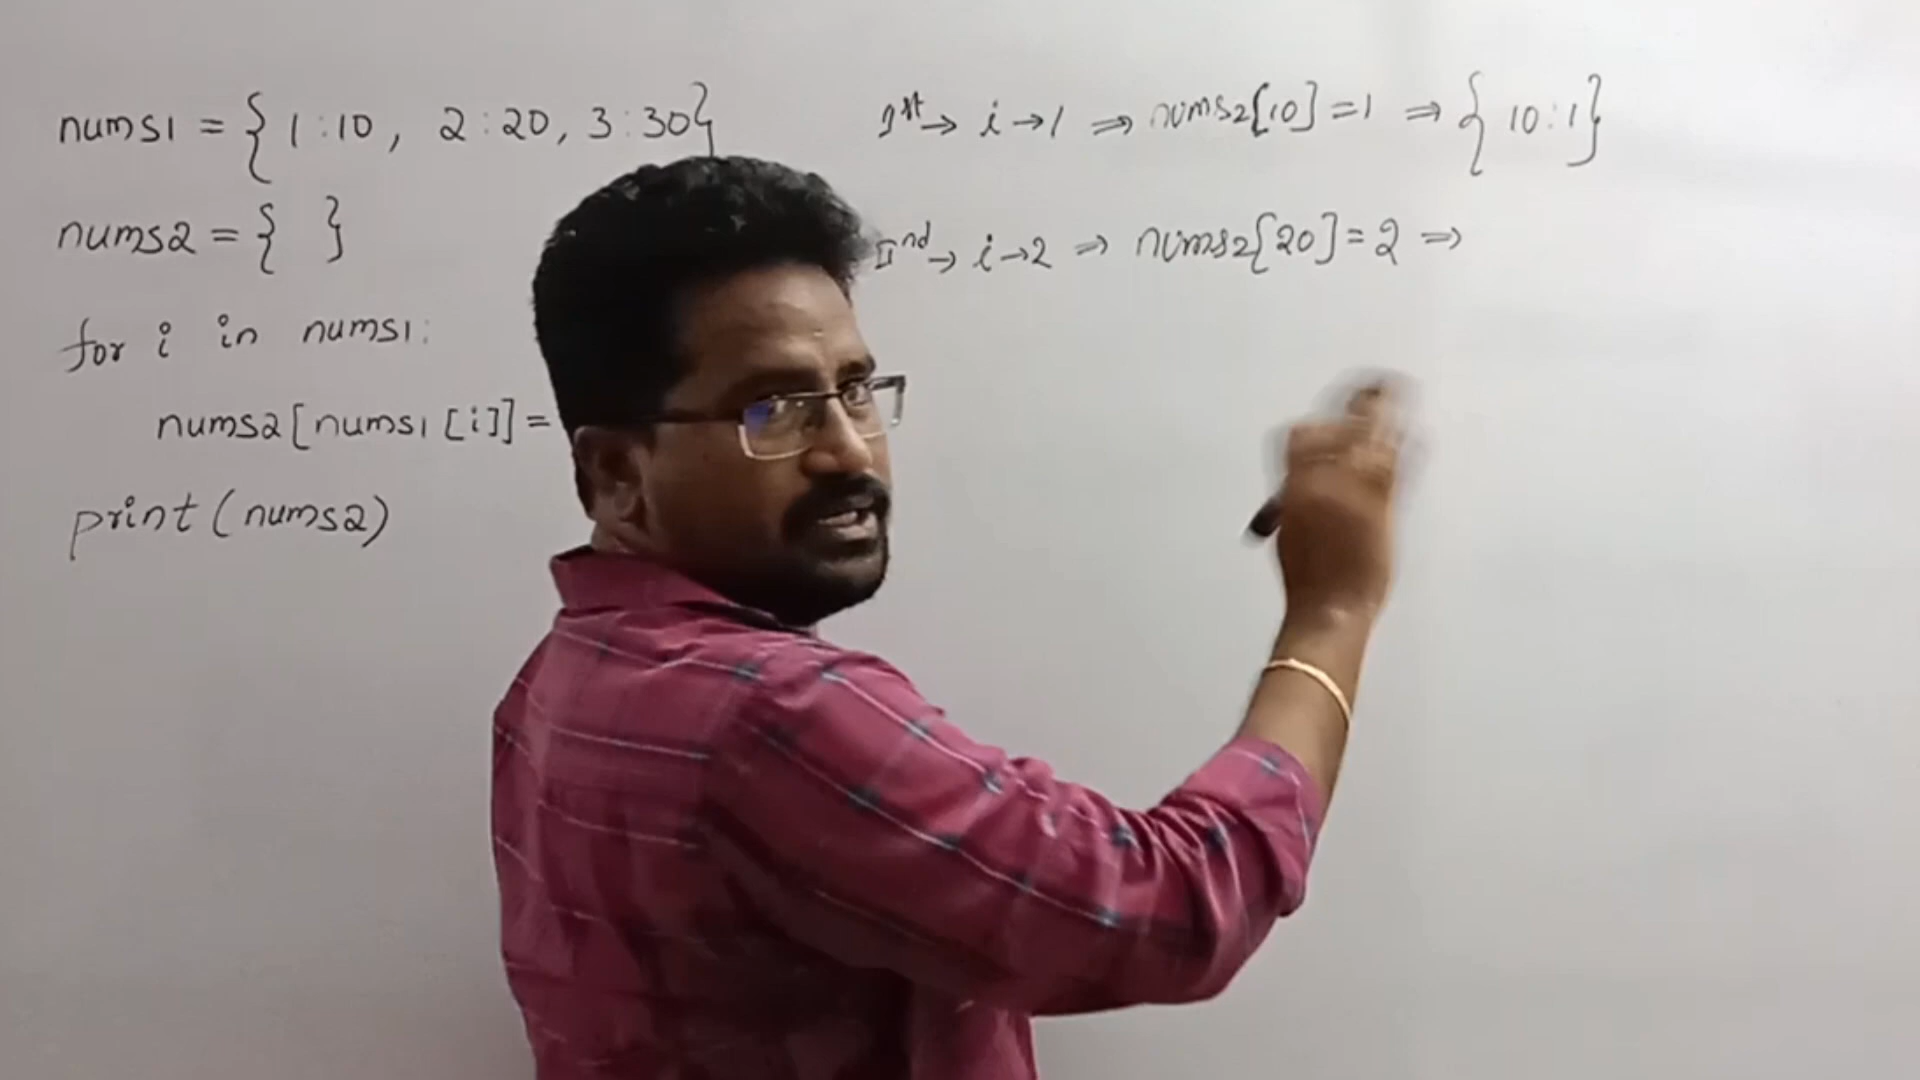 nums1 = { 1:10, 2:20, 3:30}
nums2 = { }
for i in nums1:
nums2[nums1[i]]=
print(nums2)
Ist→ i→1 ⇒ nums2[10]=1 ⇒ { 10:1}
IInd→ i→2 ⇒ nums2[20]=2 ⇒